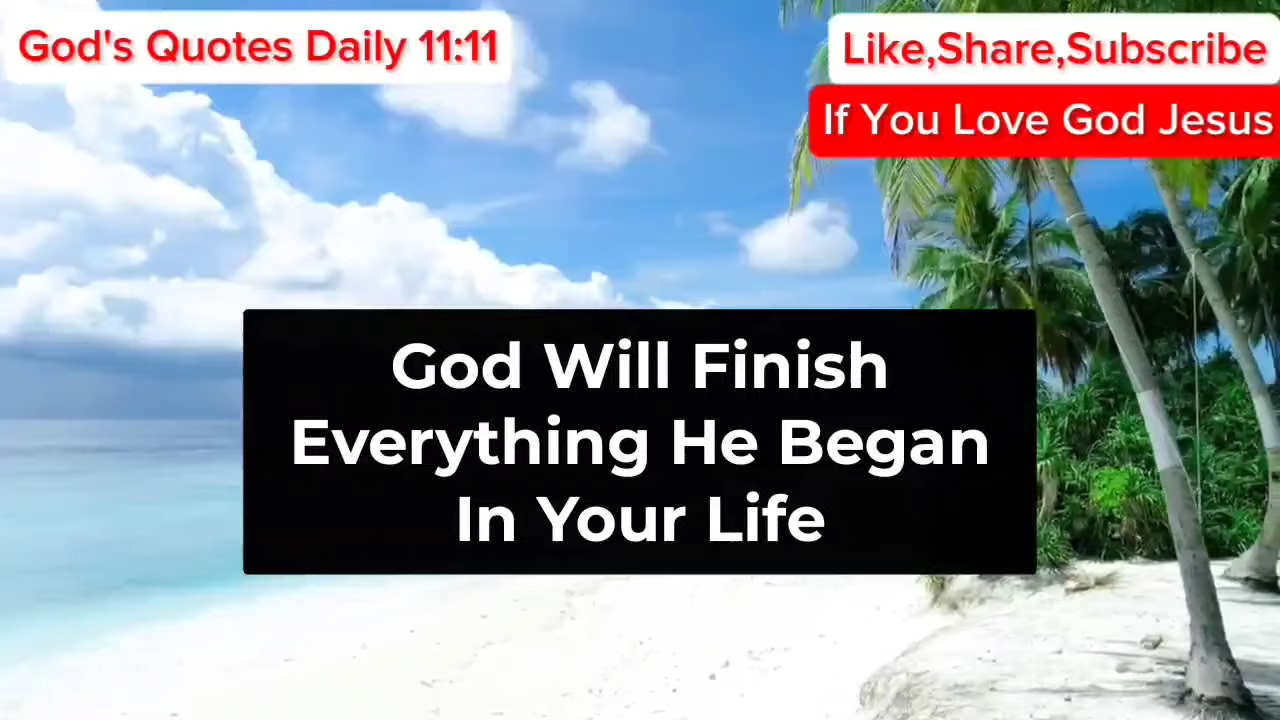 God's Quotes Daily 11:11
Like,Share,Subscribe
If You Love God Jesus
God Will Finish
Everything He Began
In Your Life